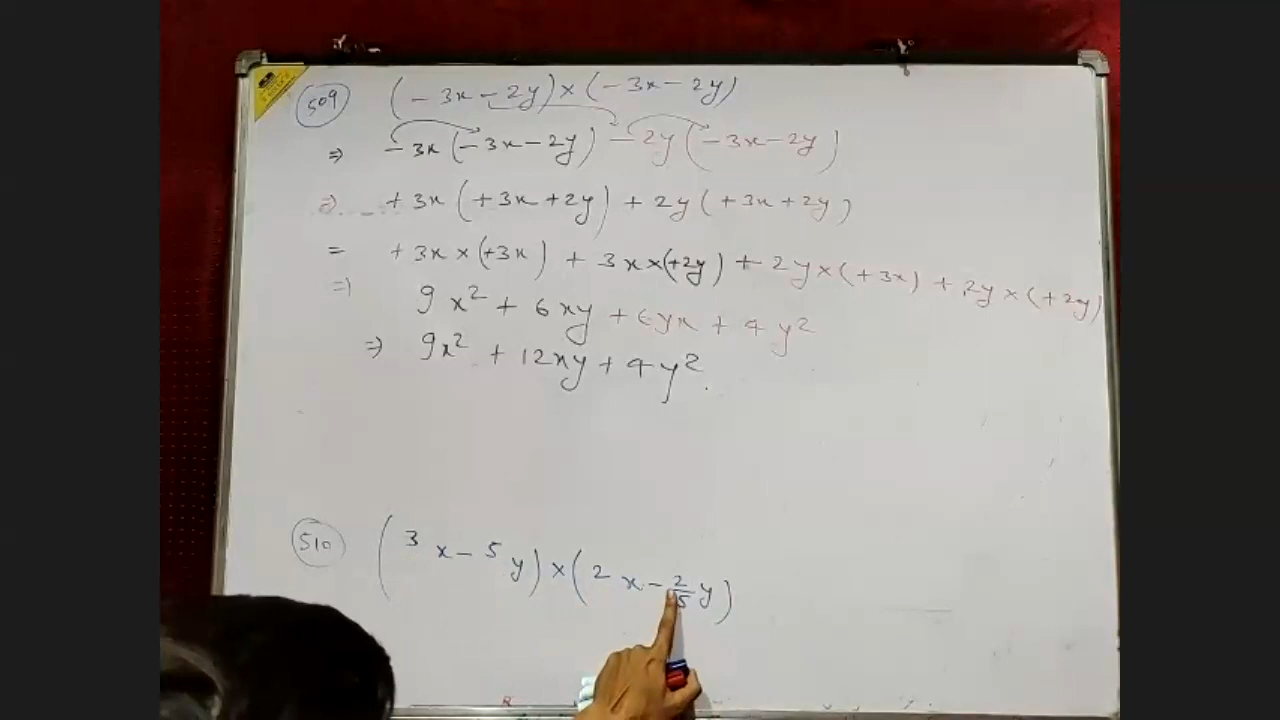 509 (-3x-2y)×(-3x-2y)
⇒ -3x(-3x-2y) -2y(-3x-2y)
⇒ +3x(+3x+2y) + 2y(+3x+2y)
= +3x×(+3x) + 3x×(+2y) + 2y×(+3x) + 2y×(+2y)
⇒ 9x² + 6xy + 6yx + 4y²
⇒ 9x² + 12xy + 4y².
510 (3x-5y)×(2x-2/5y)